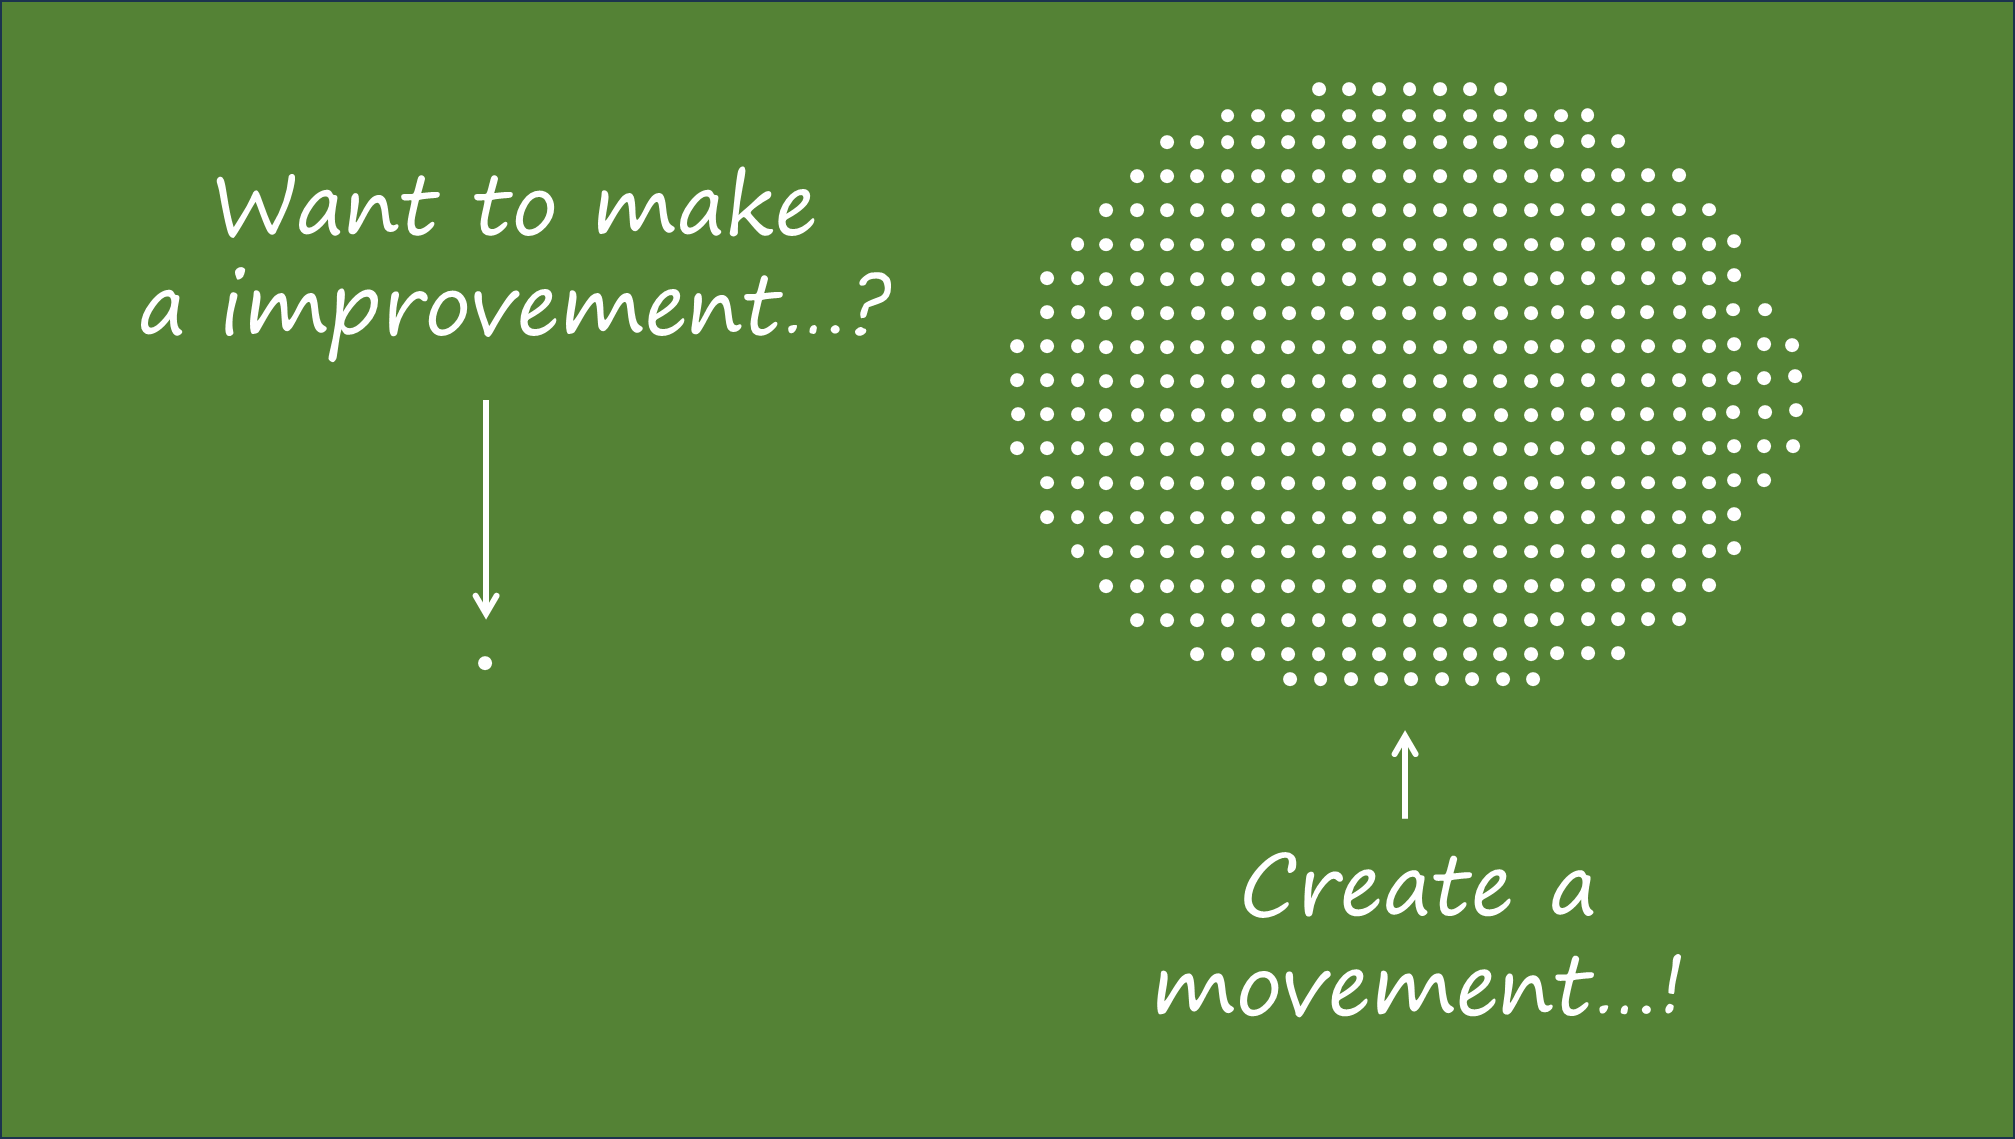 Want to make
a improvement...?
Create a
movement...!